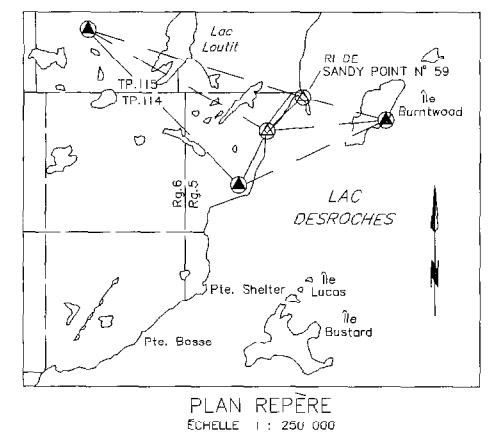 Lac
Loutit
RI DE
SANDY POINT N° 59
TP.115
TP.114
Île
Burntwood
Rg.6
Rg.5
LAC
DESROCHES
Pte. Shelter
Île
Lucas
Île
Bustard
Pte. Basse
PLAN REPÈRE
ÉCHELLE 1 : 250 000